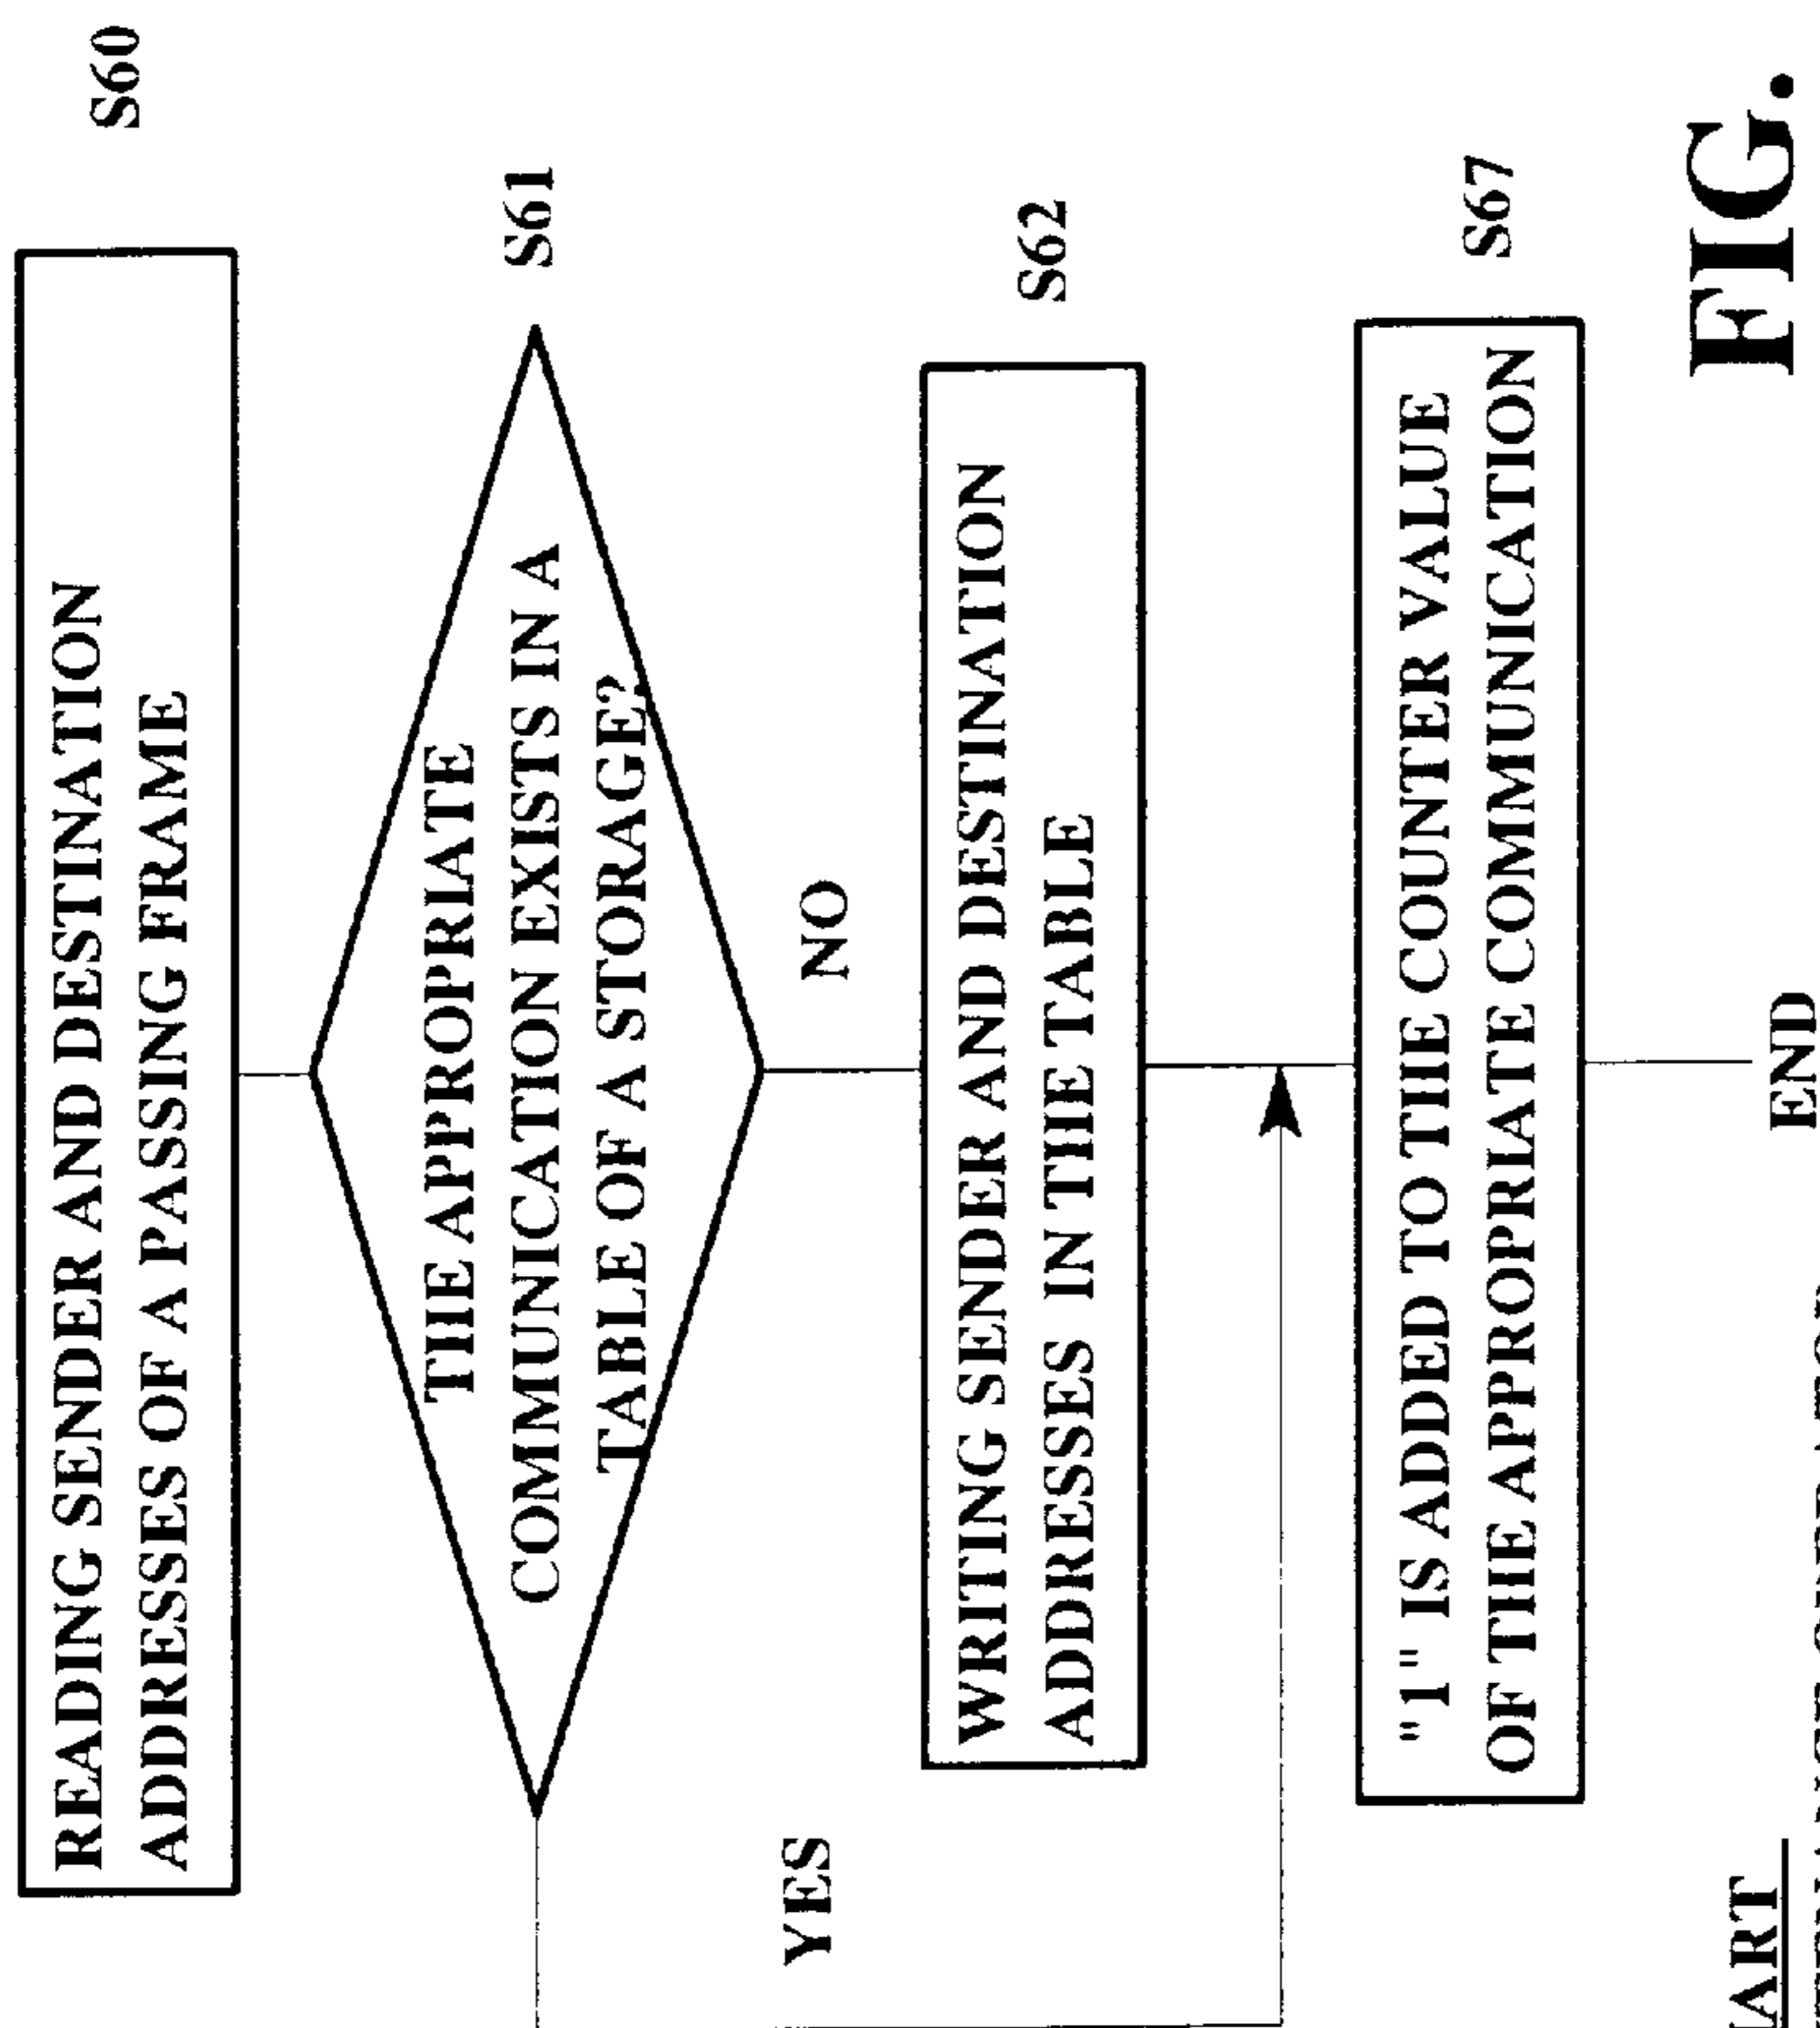 S60
READING SENDER AND DESTINATION
ADDRESSES OF A PASSING FRAME
S61
THE APPROPRIATE
COMMUNICATION EXISTS IN A
TABLE OF A STORAGE?
NO
YES
S62
WRITING SENDER AND DESTINATION
ADDRESSES IN THE TABLE
S67
"1" IS ADDED TO THE COUNTER VALUE
OF THE APPROPRIATE COMMUNICATION
END
FIG.